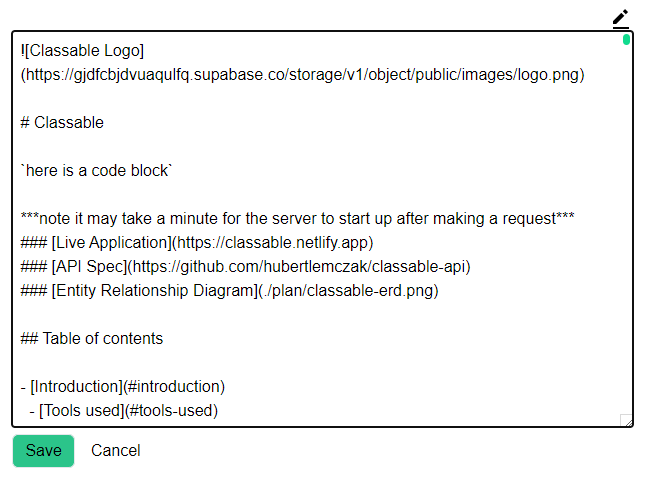 ![Classable Logo]
(https://gjdfcbjdvuaqulfq.supabase.co/storage/v1/object/public/images/logo.png)
# Classable
`here is a code block`
***note it may take a minute for the server to start up after making a request***
### [Live Application](https://classable.netlify.app)
### [API Spec](https://github.com/hubertlemczak/classable-api)
### [Entity Relationship Diagram](./plan/classable-erd.png)
## Table of contents
- [Introduction](#introduction)
  - [Tools used](#tools-used)
Save Cancel